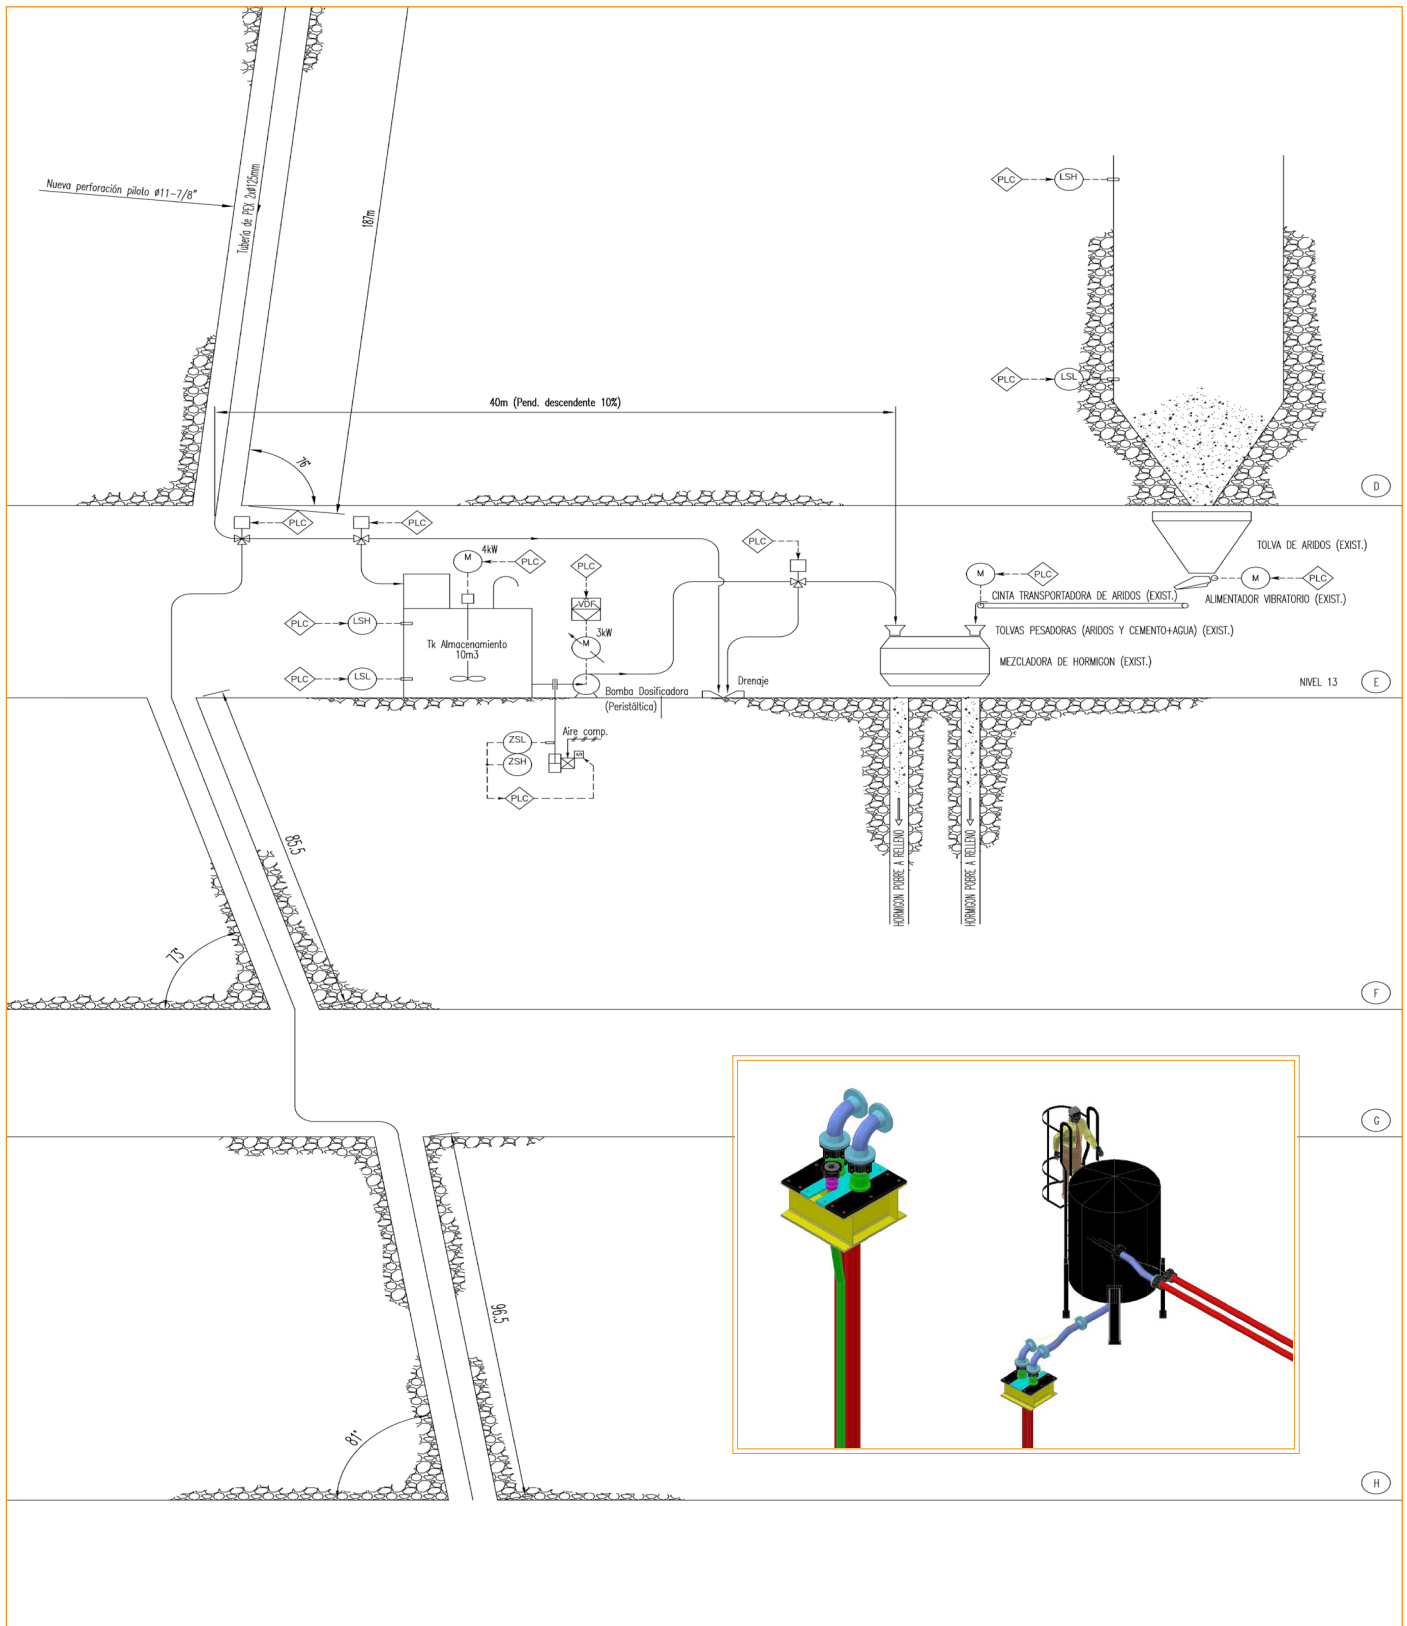 Nueva perforación piloto ø11-7/8"
Tubería de PEX 2xø125mm
187m
PLC
LSH
PLC
LSL
40m (Pend. descendente 10%)
76°
D
PLC
PLC
PLC
TOLVA DE ARIDOS (EXIST.)
M
4kW
PLC
PLC
M
PLC
M
PLC
CINTA TRANSPORTADORA DE ARIDOS (EXIST.)
ALIMENTADOR VIBRATORIO (EXIST.)
VDF
PLC
LSH
3kW
M
TOLVAS PESADORAS (ARIDOS Y CEMENTO+AGUA) (EXIST.)
Tk Almacenamiento
10m3
MEZCLADORA DE HORMIGON (EXIST.)
PLC
LSL
Bomba Dosificadora
(Peristáltica)
Drenaje
NIVEL 13
E
Aire comp.
ZSL
ZSH
S
PLC
85.5
HORMIGON POBRE A RELLENO
HORMIGON POBRE A RELLENO
73°
F
G
96.5
81°
H